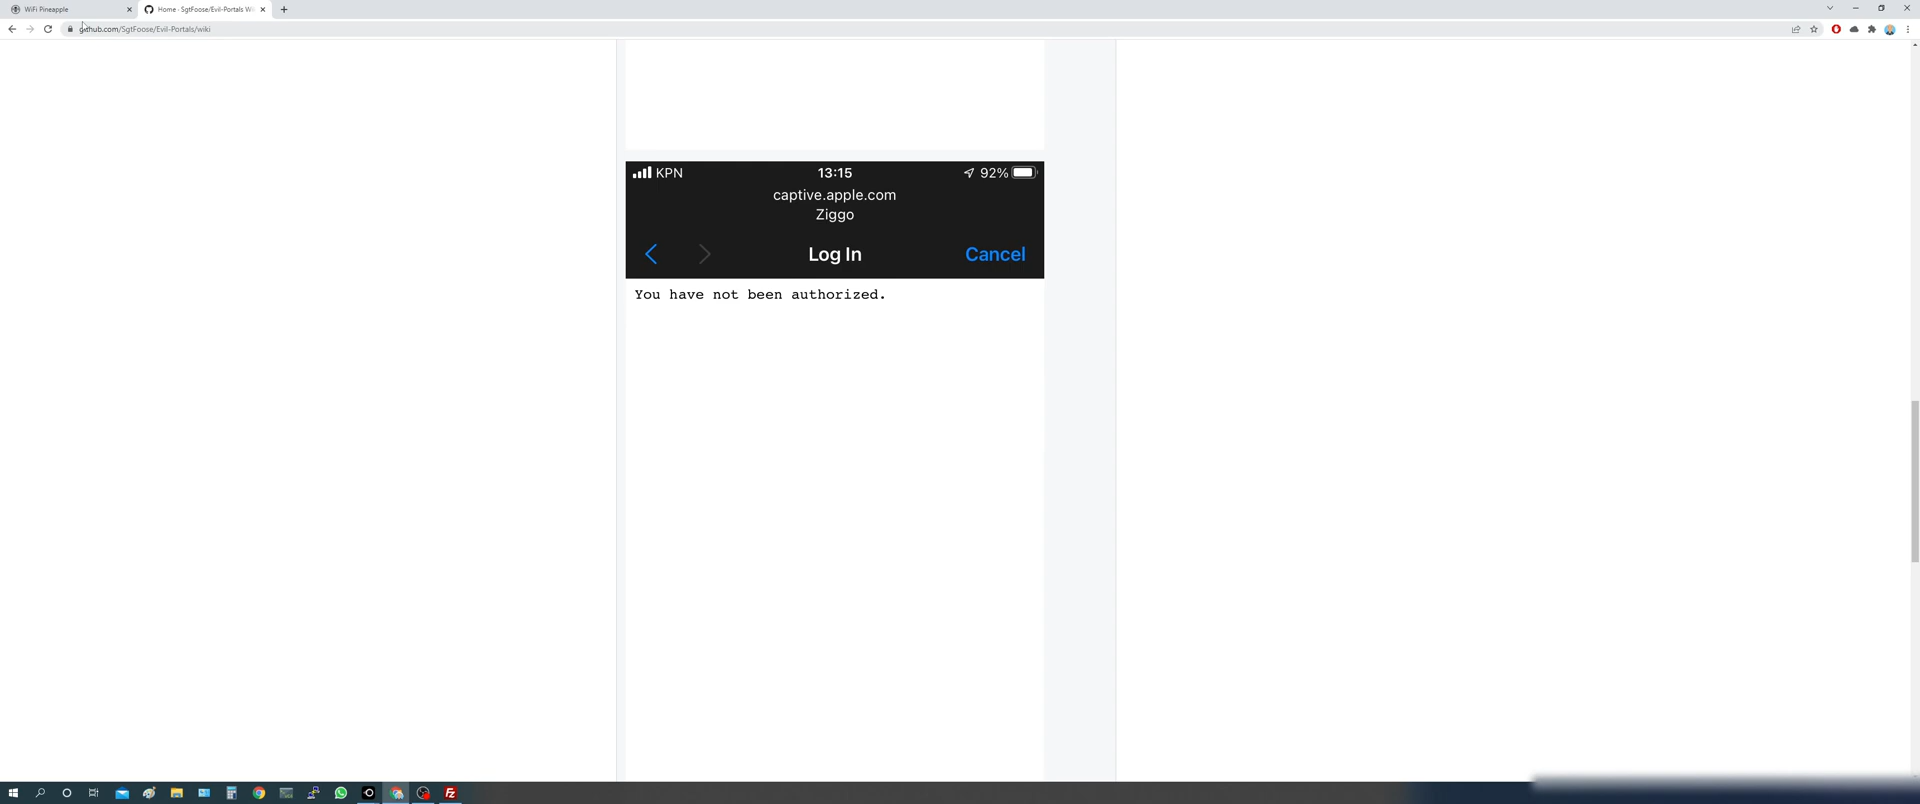 WiFi Pineapple
Home · SgtFoose/Evil-Portals Wi
github.com/SgtFoose/Evil-Portals/wiki
KPN
13:15
92%
captive.apple.com
Ziggo
Log In
Cancel
You have not been authorized.